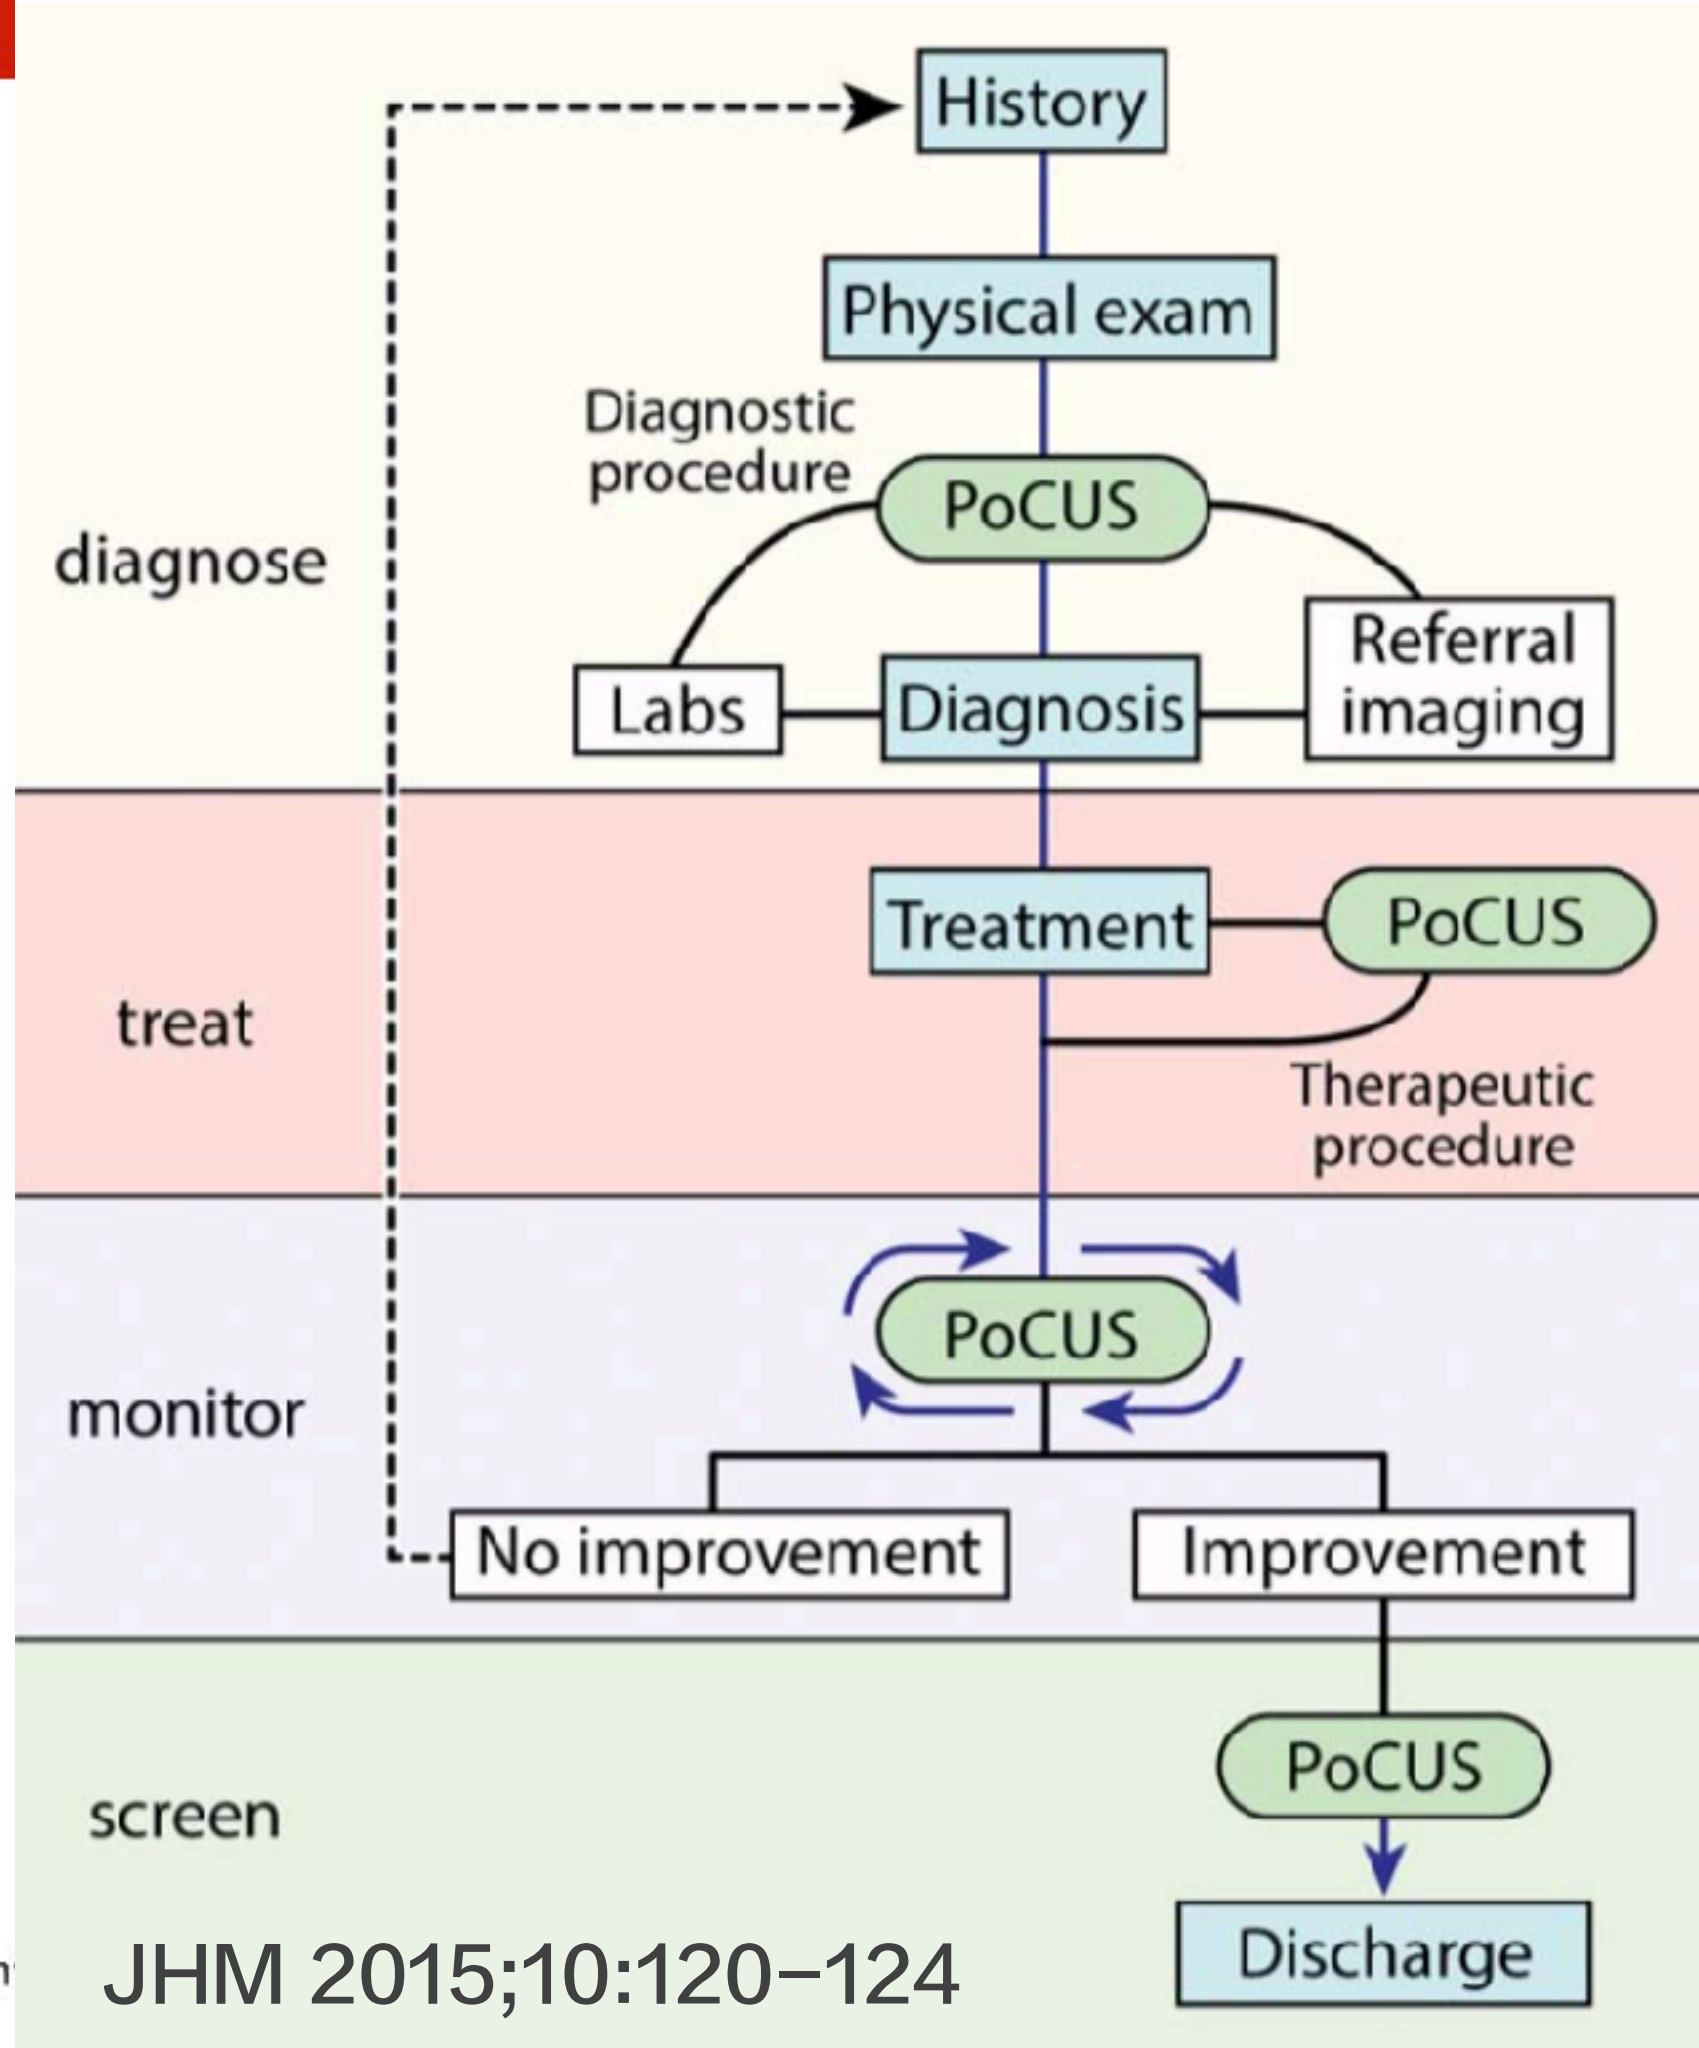 History
Physical exam
Diagnostic
procedure
PoCUS
diagnose
Labs
Diagnosis
Referral
imaging
Treatment
PoCUS
treat
Therapeutic
procedure
PoCUS
monitor
No improvement
Improvement
PoCUS
screen
Discharge
JHM 2015;10:120–124